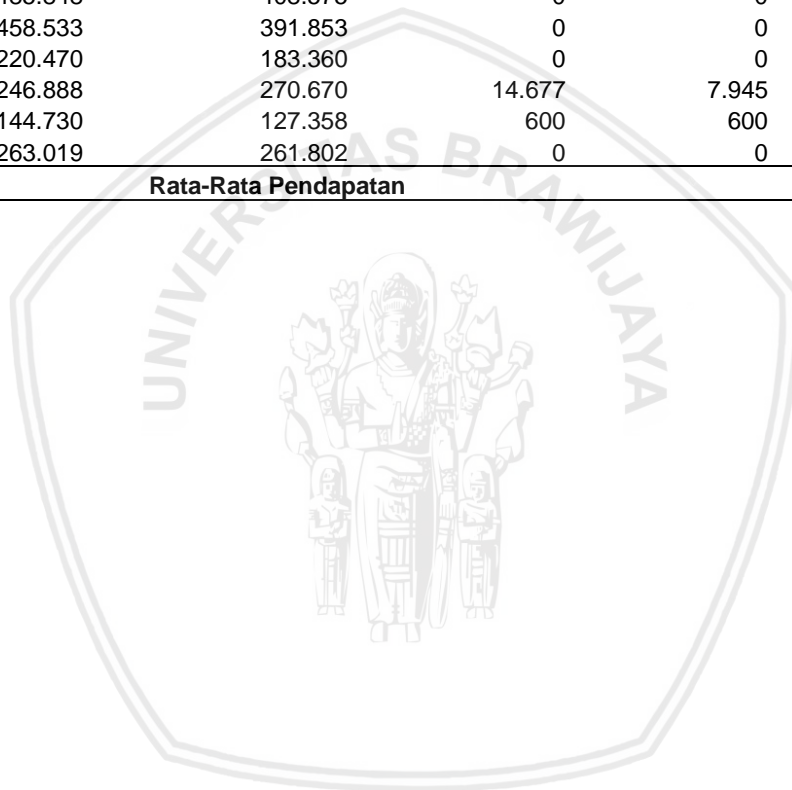 458.533 391.853 0 0
220.470 183.360 0 0
246.888 270.670 14.677 7.945
144.730 127.358 600 600
263.019 261.802 0 0
Rata-Rata Pendapatan
UNIVERSITAS BRAWIJAYA